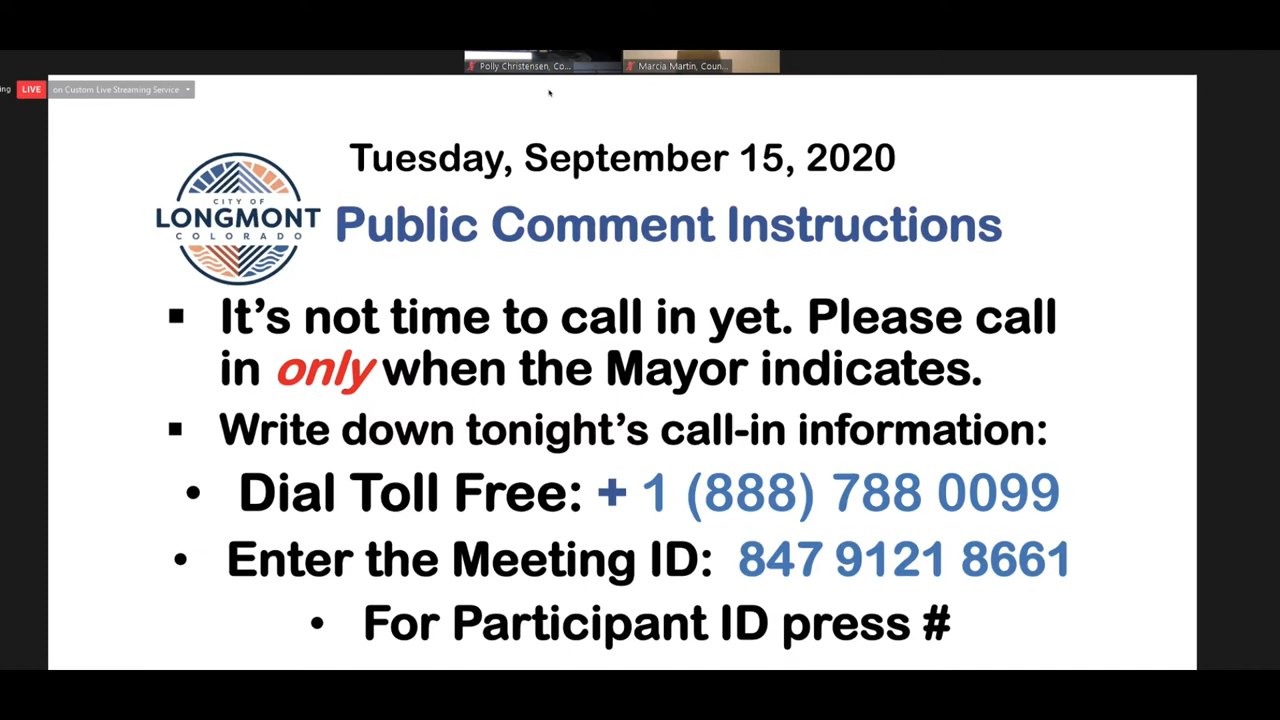 Polly Christensen, Co...
Marcia Martin, Coun...
ing
LIVE
on Custom Live Streaming Service
Tuesday, September 15, 2020
CITY OF
LONGMONT
COLORADO
Public Comment Instructions
▪ It’s not time to call in yet. Please call
in only when the Mayor indicates.
▪ Write down tonight’s call-in information:
• Dial Toll Free: + 1 (888) 788 0099
• Enter the Meeting ID: 847 9121 8661
• For Participant ID press #